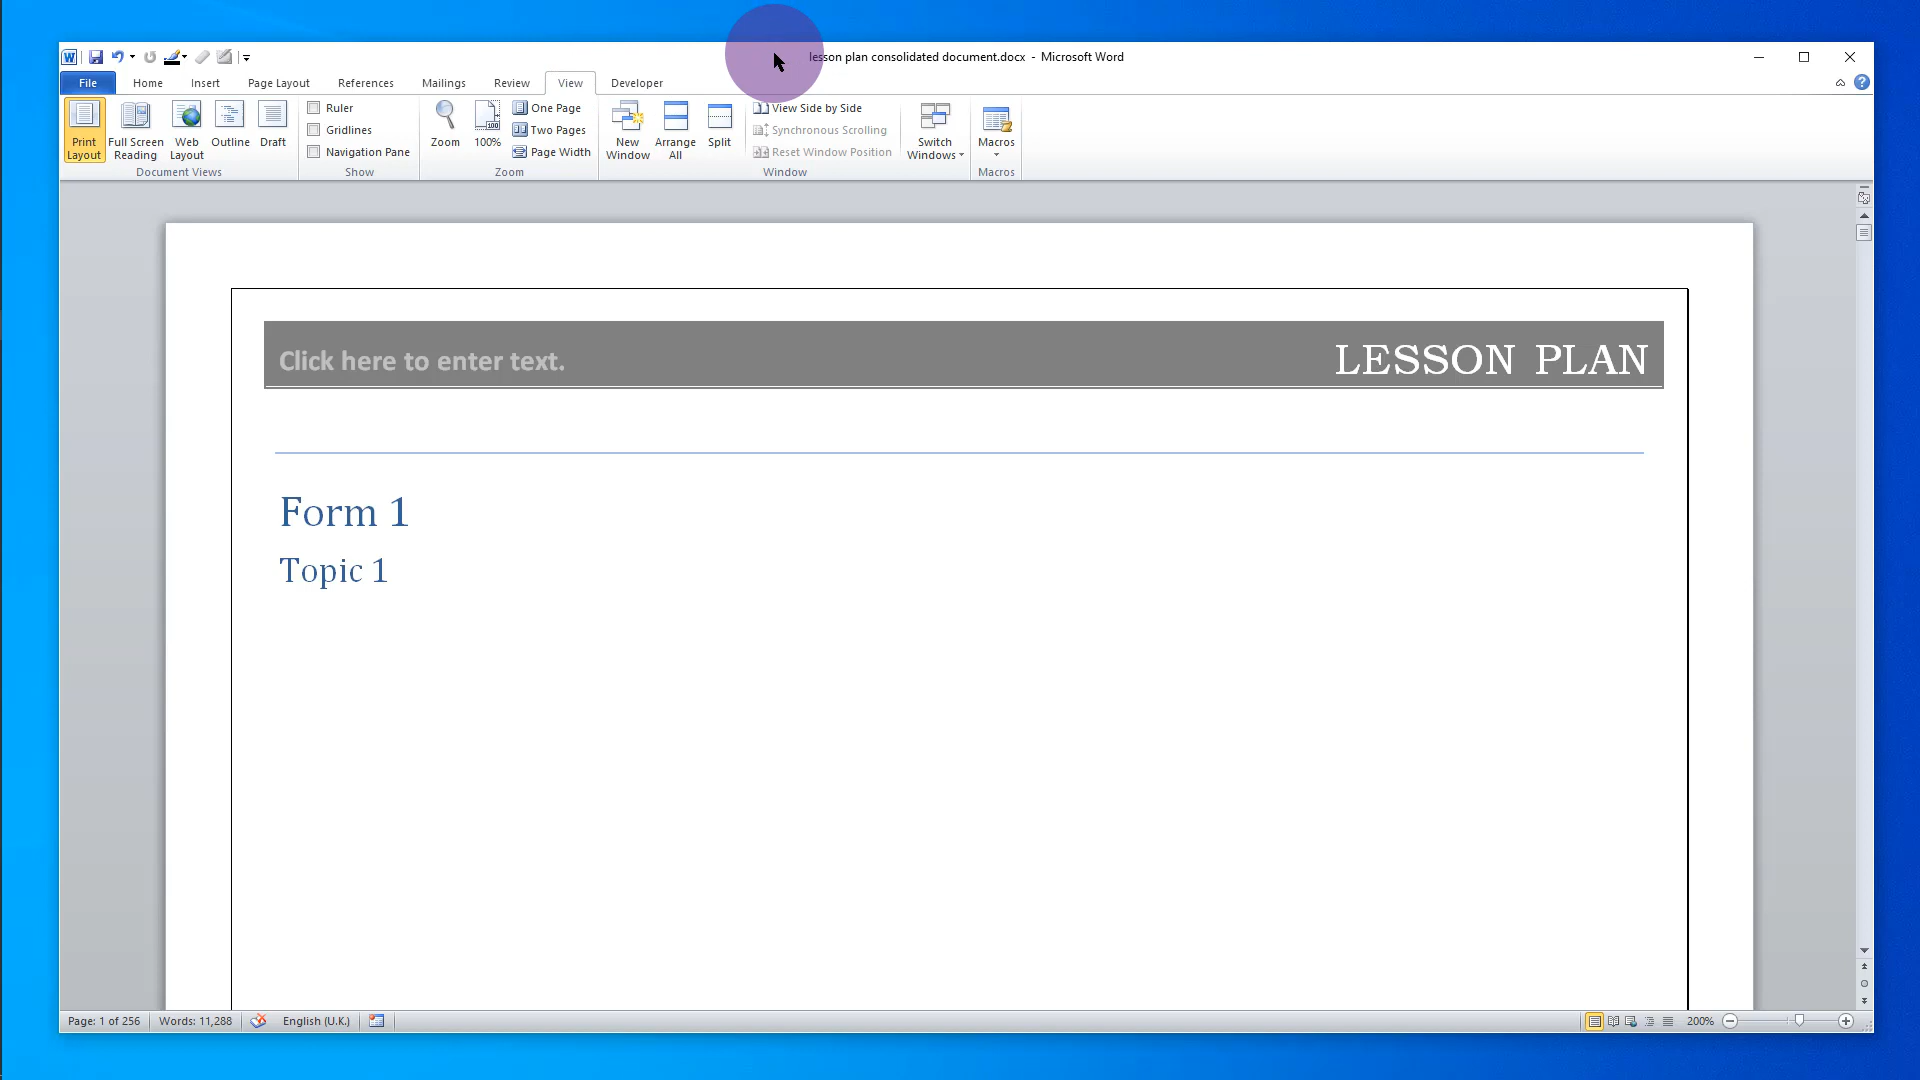 lesson plan consolidated document.docx - Microsoft Word
File Home Insert Page Layout References Mailings Review View Developer
Print Layout
Full Screen Reading
Web Layout
Outline
Draft
Document Views
Ruler
Gridlines
Navigation Pane
Show
Zoom
100%
One Page
Two Pages
Page Width
Zoom
New Window
Arrange All
Split
View Side by Side
Synchronous Scrolling
Reset Window Position
Window
Switch Windows
Macros
Macros
Click here to enter text. LESSON PLAN
Form 1
Topic 1
Page: 1 of 256 Words: 11,288 English (U.K.) 200%